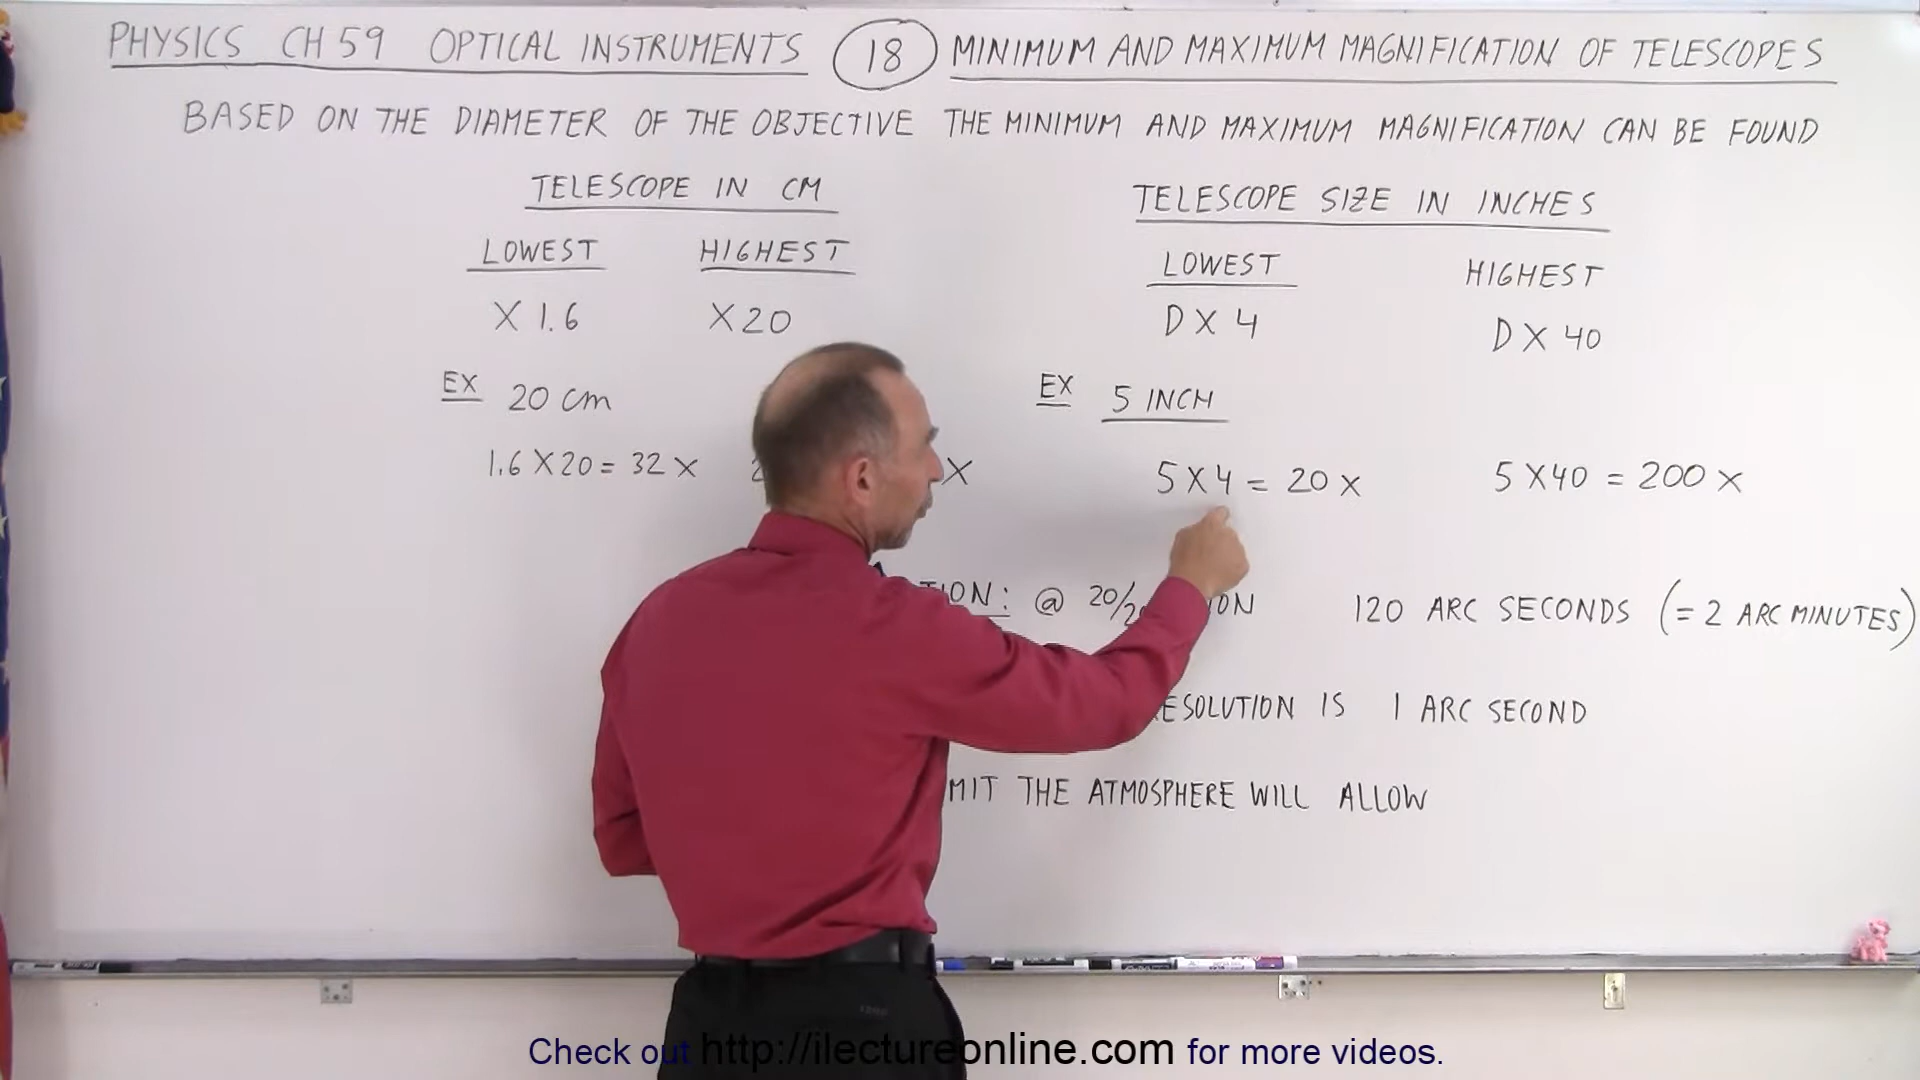 PHYSICS CH 59 OPTICAL INSTRUMENTS 18 MINIMUM AND MAXIMUM MAGNIFICATION OF TELESCOPES
BASED ON THE DIAMETER OF THE OBJECTIVE THE MINIMUM AND MAXIMUM MAGNIFICATION CAN BE FOUND
TELESCOPE IN CM
LOWEST HIGHEST
X 1.6 X 20
EX 20 cm
1.6 X 20 = 32 X X
TELESCOPE SIZE IN INCHES
LOWEST HIGHEST
D X 4 D X 40
EX 5 INCH
5 X 4 = 20 X 5 X 40 = 200 X
@ 120 ARC SECONDS (= 2 ARC MINUTES)
IS 1 ARC SECOND
THE ATMOSPHERE WILL ALLOW
Check out http://ilectureonline.com for more videos.